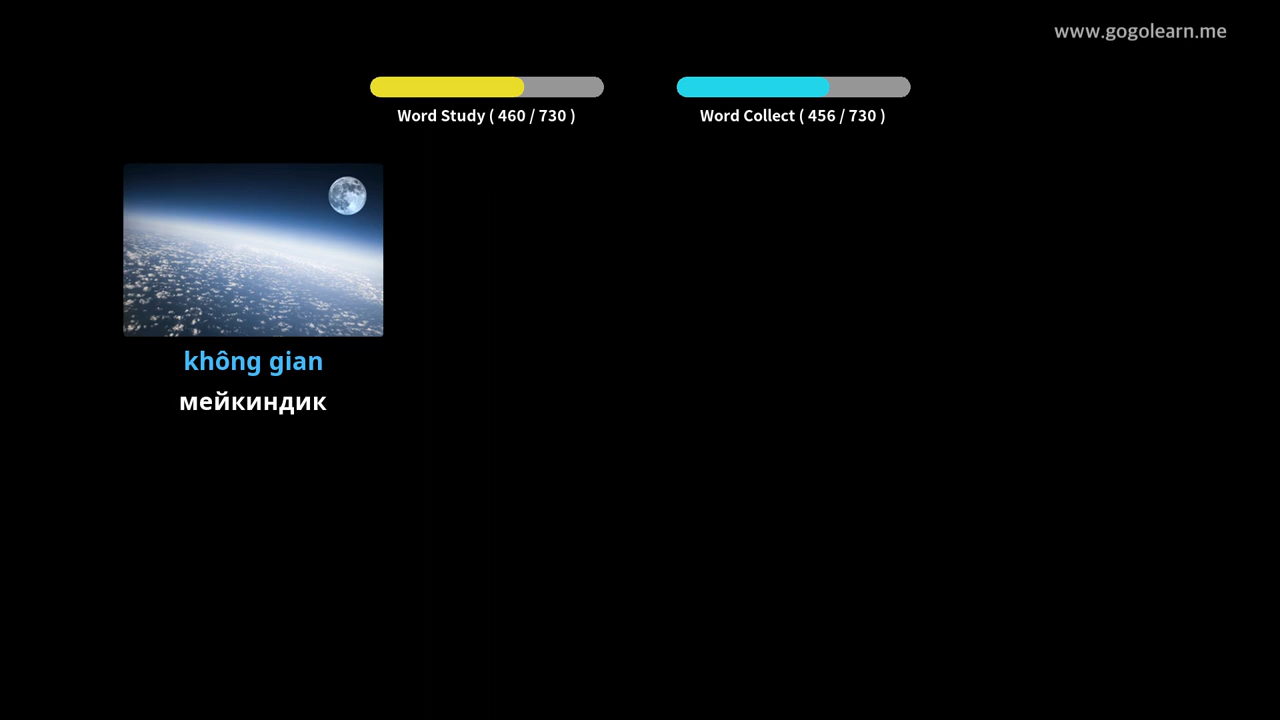 www.gogolearn.me
Word Study ( 460 / 730 )
Word Collect ( 456 / 730 )
không gian
мейкиндик